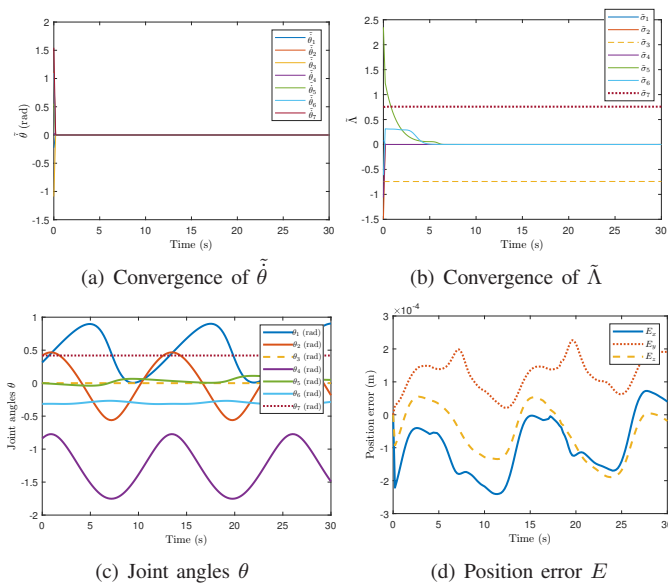 2
1.5
1
0.5
0
-0.5
-1
-1.5
0 5 10 15 20 25 30
Time (s)
θ̃̇ (rad)
θ̃̇₁
θ̃̇₂
θ̃̇₃
θ̃̇₄
θ̃̇₅
θ̃̇₆
θ̃̇₇
(a) Convergence of θ̃̇
2.5
2
1.5
1
0.5
0
-0.5
-1
-1.5
0 5 10 15 20 25 30
Time (s)
Λ̃
σ̃₁
σ̃₂
σ̃₃
σ̃₄
σ̃₅
σ̃₆
σ̃₇
(b) Convergence of Λ̃
1
0.5
0
-0.5
-1
-1.5
-2
0 5 10 15 20 25 30
Time (s)
Joint angles θ
θ₁ (rad)
θ₂ (rad)
θ₃ (rad)
θ₄ (rad)
θ₅ (rad)
θ₆ (rad)
θ₇ (rad)
(c) Joint angles θ
×10⁻⁴
3
2
1
0
-1
-2
-3
0 5 10 15 20 25 30
Time (s)
Position error (m)
Eₓ
E_y
E_z
(d) Position error E